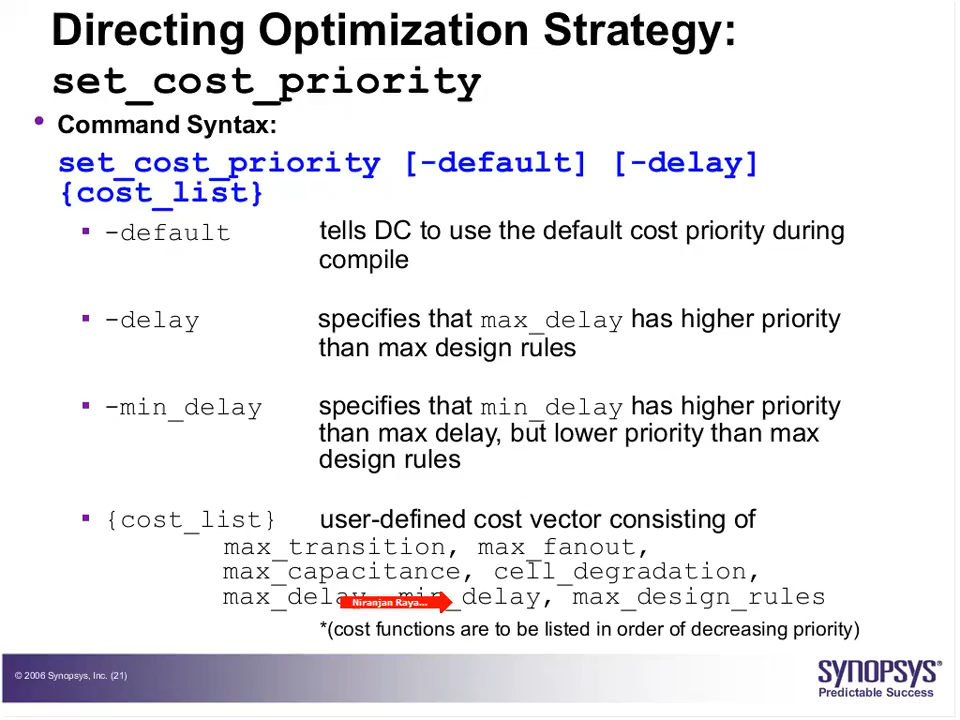 Directing Optimization Strategy:
set_cost_priority
• Command Syntax:
set_cost_priority [-default] [-delay]
{cost_list}
▪ -default tells DC to use the default cost priority during
compile
▪ -delay specifies that max_delay has higher priority
than max design rules
▪ -min_delay specifies that min_delay has higher priority
than max delay, but lower priority than max
design rules
▪ {cost_list} user-defined cost vector consisting of
max_transition, max_fanout,
max_capacitance, cell_degradation,
max_delay, min_delay, max_design_rules
Niranjan Raya...
*(cost functions are to be listed in order of decreasing priority)
© 2006 Synopsys, Inc. (21)
SYNOPSYS®
Predictable Success